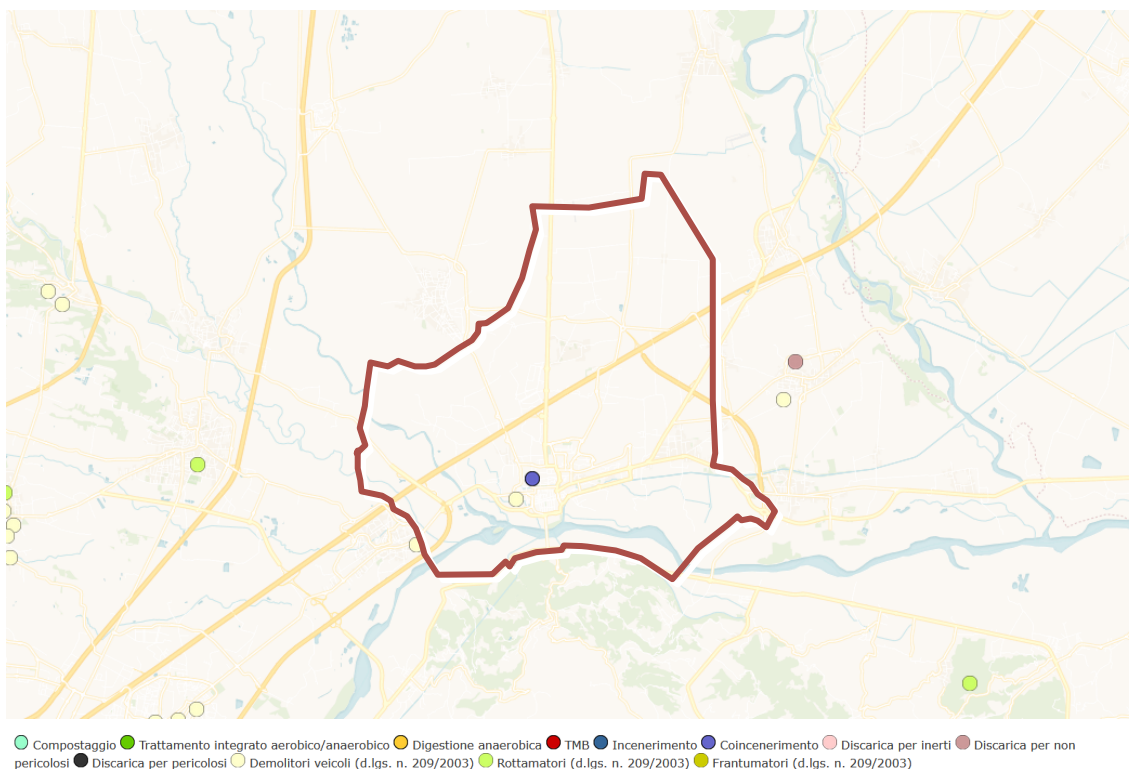 Compostaggio Trattamento integrato aerobico/anaerobico Digestione anaerobica TMB Incenerimento Coincenerimento Discarica per inerti Discarica per non
pericolosi Discarica per pericolosi Demolitori veicoli (d.lgs. n. 209/2003) Rottamatori (d.lgs. n. 209/2003) Frantumatori (d.lgs. n. 209/2003)